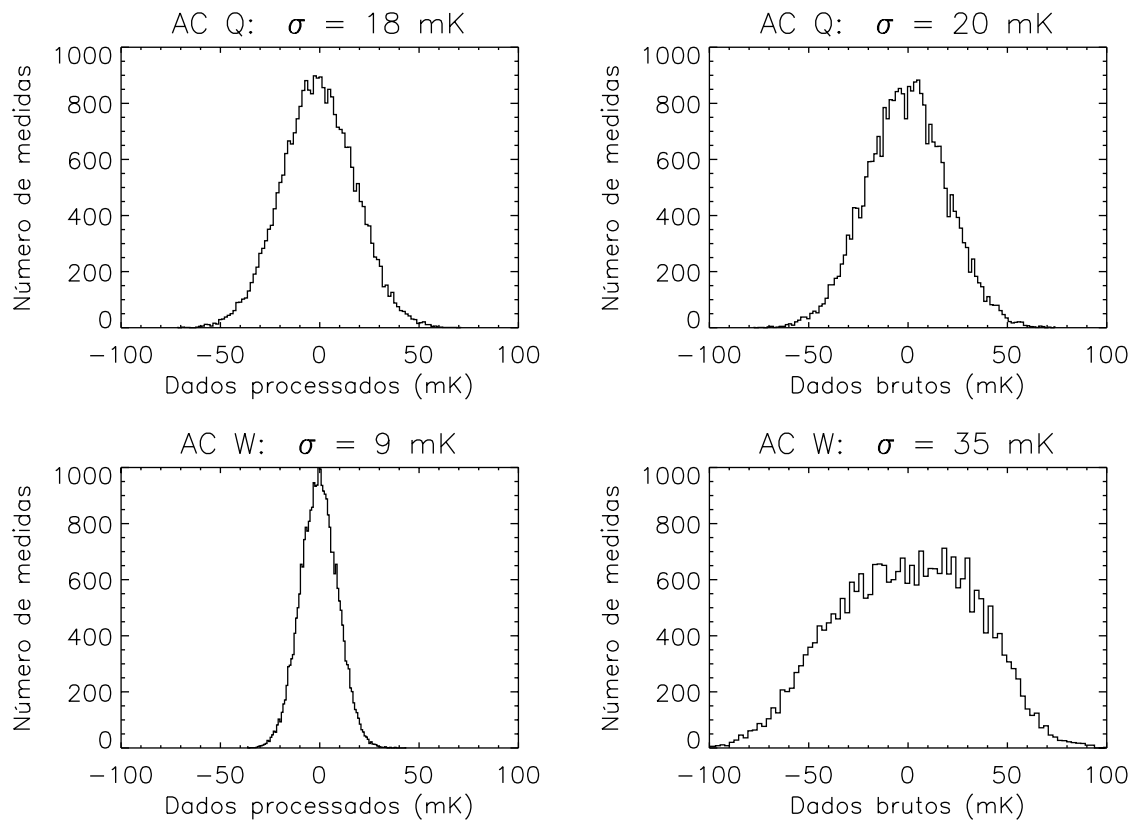 AC Q: σ = 18 mK
1000
800
600
400
200
0
Número de medidas
-100 -50 0 50 100
Dados processados (mK)
AC Q: σ = 20 mK
1000
800
600
400
200
0
Número de medidas
-100 -50 0 50 100
Dados brutos (mK)
AC W: σ = 9 mK
1000
800
600
400
200
0
Número de medidas
-100 -50 0 50 100
Dados processados (mK)
AC W: σ = 35 mK
1000
800
600
400
200
0
Número de medidas
-100 -50 0 50 100
Dados brutos (mK)